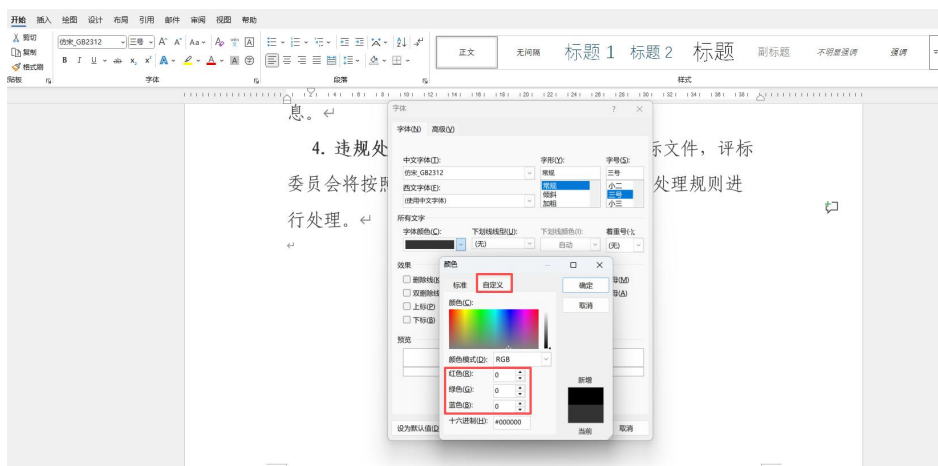 开始 插入 绘图 设计 布局 引用 邮件 审阅 视图 帮助
剪切
复制
格式刷
仿宋_GB2312 三号
正文 无间隔 标题 1 标题 2 标题 副标题 不明显强调 强调
贴板 字体 段落 样式
息。
4. 违规处
标文件，评标
委员会将按照
处理规则进
行处理。
字体
字体(N) 高级(V)
中文字体(T): 字形(Y): 字号(S):
仿宋_GB2312 常规 三号
西文字体(F): 常规 小二
(使用中文字体) 倾斜 三号
加粗 小三
所有文字
字体颜色(C): 下划线线型(U): 下划线颜色(I): 着重号(·):
(无) 自动 (无)
效果
删除线(K
双删除线
上标(P)
下标(B)
母(M)
母(A)
预览
设为默认值(D
取消
颜色
标准 自定义
确定
取消
颜色(C):
颜色模式(D): RGB
红色(R): 0
绿色(G): 0
蓝色(B): 0
十六进制(H): #000000
新增
当前